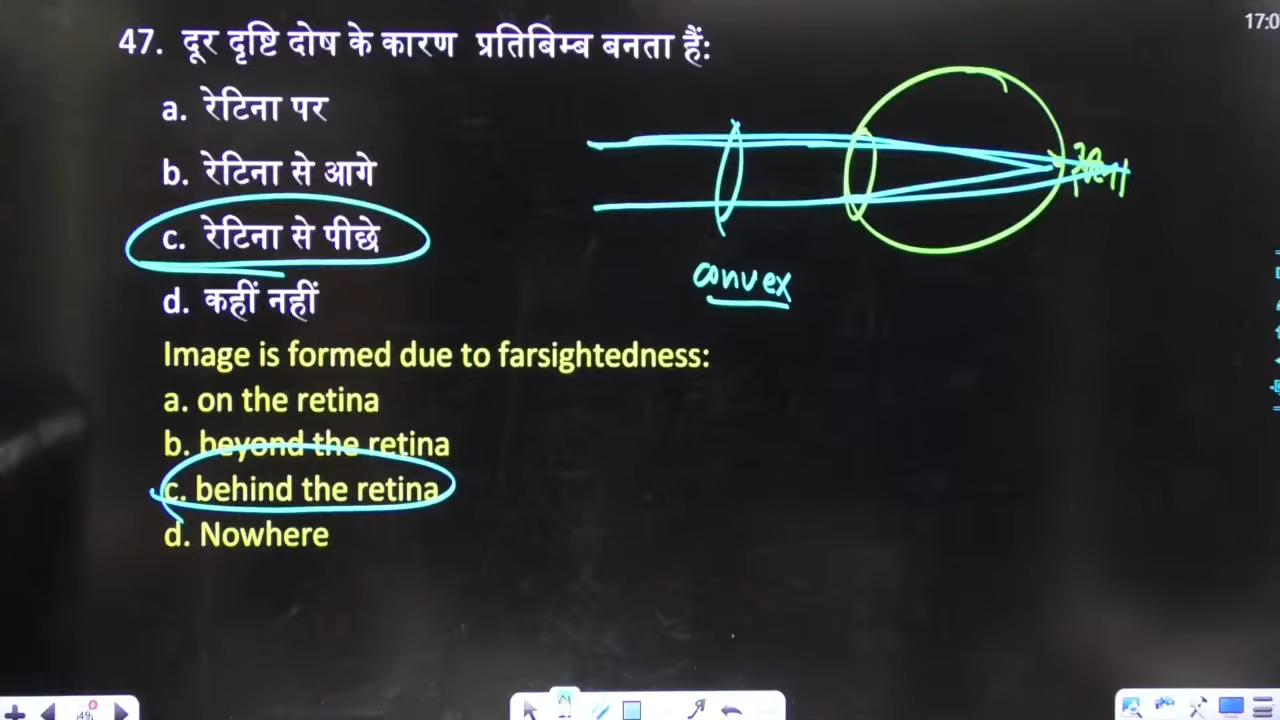 17:0
47. दूर दृष्टि दोष के कारण प्रतिबिम्ब बनता हैं:
a. रेटिना पर
b. रेटिना से आगे
c. रेटिना से पीछे
d. कहीं नहीं
convex
Image is formed due to farsightedness:
a. on the retina
b. beyond the retina
c. behind the retina
d. Nowhere
49